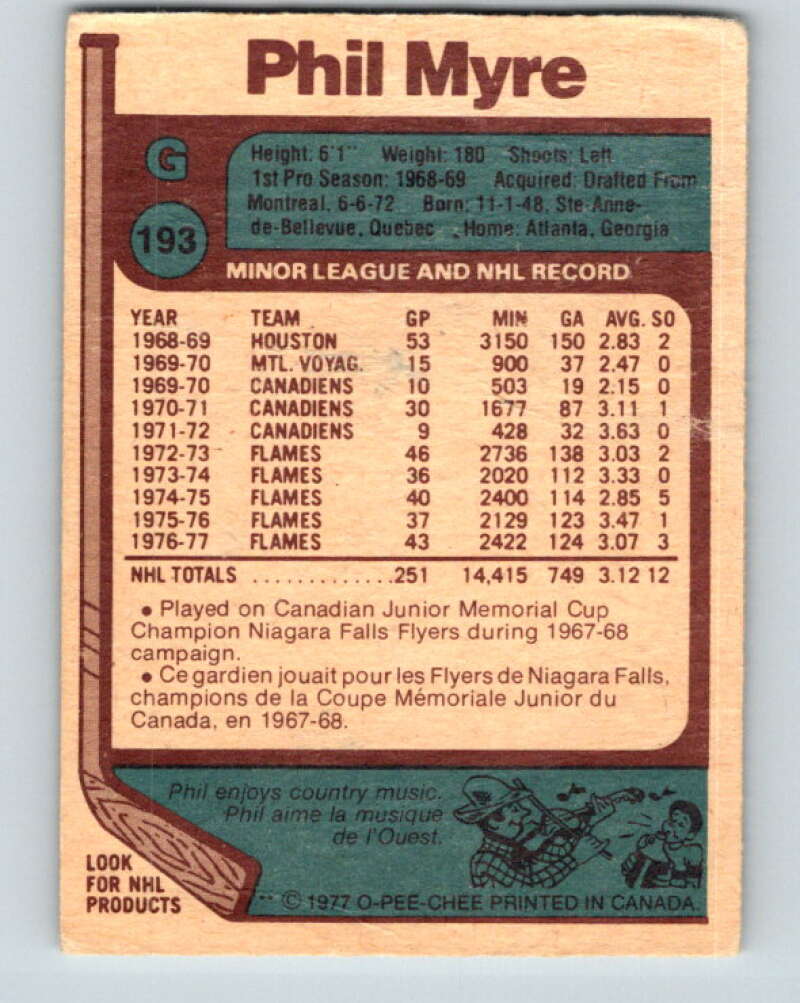 Phil Myre
G
193
Height: 6'1" Weight: 180 Shoots: Left
1st Pro Season: 1968-69 Acquired: Drafted From
Montreal, 6-6-72 Born: 11-1-48, Ste-Anne-
de-Bellevue, Quebec Home: Atlanta, Georgia
MINOR LEAGUE AND NHL RECORD
YEAR TEAM GP MIN GA AVG. SO
1968-69 HOUSTON 53 3150 150 2.83 2
1969-70 MTL. VOYAG. 15 900 37 2.47 0
1969-70 CANADIENS 10 503 19 2.15 0
1970-71 CANADIENS 30 1677 87 3.11 1
1971-72 CANADIENS 9 428 32 3.63 0
1972-73 FLAMES 46 2736 138 3.03 2
1973-74 FLAMES 36 2020 112 3.33 0
1974-75 FLAMES 40 2400 114 2.85 5
1975-76 FLAMES 37 2129 123 3.47 1
1976-77 FLAMES 43 2422 124 3.07 3
NHL TOTALS .............251 14,415 749 3.12 12
• Played on Canadian Junior Memorial Cup
Champion Niagara Falls Flyers during 1967-68
campaign.
• Ce gardien jouait pour les Flyers de Niagara Falls,
champions de la Coupe Mémoriale Junior du
Canada, en 1967-68.
Phil enjoys country music.
Phil aime la musique
de l'Ouest.
LOOK
FOR NHL
PRODUCTS
** © 1977 O-PEE-CHEE PRINTED IN CANADA